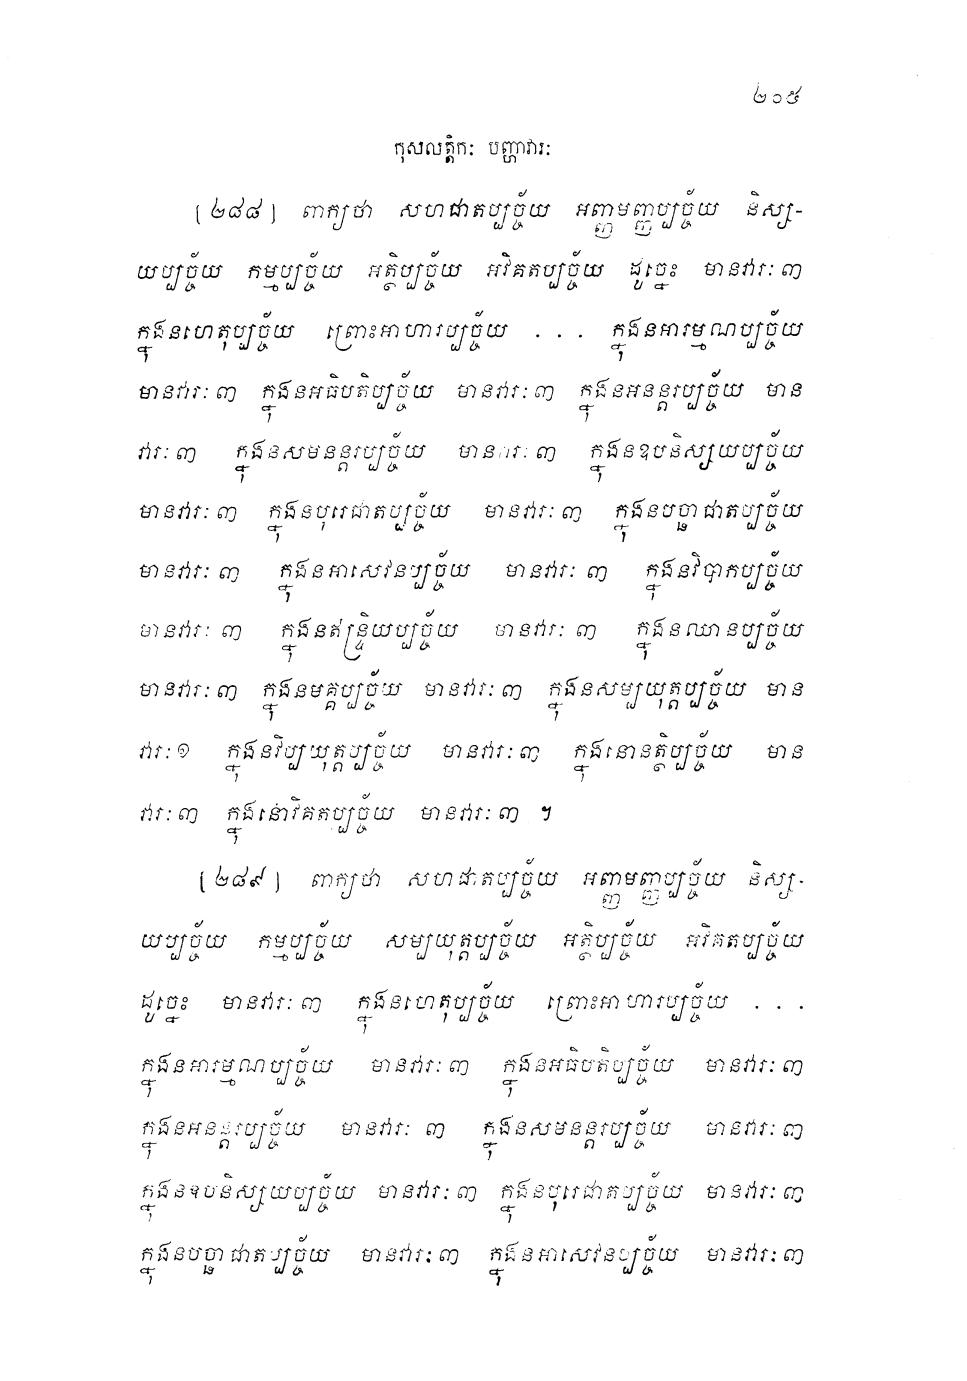 ២១៥
កុសលត្តិកៈ បញ្ហាវារៈ
[២៨៨] ពាក្យថា សហជាតប្បច្ច័យ អញ្ញាមញ្ញប្បច្ច័យ និស្ស-
យប្បច្ច័យ កម្មប្បច្ច័យ អត្ថិប្បច្ច័យ អវិគតប្បច្ច័យ ដូច្នេះ មានវារៈ ៣
ក្នុងនហេតុប្បច្ច័យ ព្រោះអាហារប្បច្ច័យ . . . ក្នុងនអារម្មណប្បច្ច័យ
មានវារៈ ៣ ក្នុងនអធិបតិប្បច្ច័យ មានវារៈ ៣ ក្នុងនអនន្តរប្បច្ច័យ មាន
វារៈ ៣ ក្នុងនសមនន្តរប្បច្ច័យ មានវារៈ ៣ ក្នុងនឧបនិស្សយប្បច្ច័យ
មានវារៈ ៣ ក្នុងនបុរេជាតប្បច្ច័យ មានវារៈ ៣ ក្នុងនបច្ឆាជាតប្បច្ច័យ
មានវារៈ ៣ ក្នុងនអាសេវនប្បច្ច័យ មានវារៈ ៣ ក្នុងនវិបាកប្បច្ច័យ
មានវារៈ ៣ ក្នុងនឥន្ទ្រិយប្បច្ច័យ មានវារៈ ៣ ក្នុងនឈានប្បច្ច័យ
មានវារៈ ៣ ក្នុងនមគ្គប្បច្ច័យ មានវារៈ ៣ ក្នុងនសម្បយុត្តប្បច្ច័យ មាន
វារៈ ១ ក្នុងនវិប្បយុត្តប្បច្ច័យ មានវារៈ ៣ ក្នុងនោនត្ថិប្បច្ច័យ មាន
វារៈ ៣ ក្នុងនោវិគតប្បច្ច័យ មានវារៈ ៣ ។
[២៨៩] ពាក្យថា សហជាតប្បច្ច័យ អញ្ញាមញ្ញប្បច្ច័យ និស្ស-
យប្បច្ច័យ កម្មប្បច្ច័យ សម្បយុត្តប្បច្ច័យ អត្ថិប្បច្ច័យ អវិគតប្បច្ច័យ
ដូច្នេះ មានវារៈ ៣ ក្នុងនហេតុប្បច្ច័យ ព្រោះអាហារប្បច្ច័យ . . .
ក្នុងនអារម្មណប្បច្ច័យ មានវារៈ ៣ ក្នុងនអធិបតិប្បច្ច័យ មានវារៈ ៣
ក្នុងនអនន្តរប្បច្ច័យ មានវារៈ ៣ ក្នុងនសមនន្តរប្បច្ច័យ មានវារៈ ៣
ក្នុងនឧបនិស្សយប្បច្ច័យ មានវារៈ ៣ ក្នុងនបុរេជាតប្បច្ច័យ មានវារៈ ៣
ក្នុងនបច្ឆាជាតប្បច្ច័យ មានវារៈ ៣ ក្នុងនអាសេវនប្បច្ច័យ មានវារៈ ៣